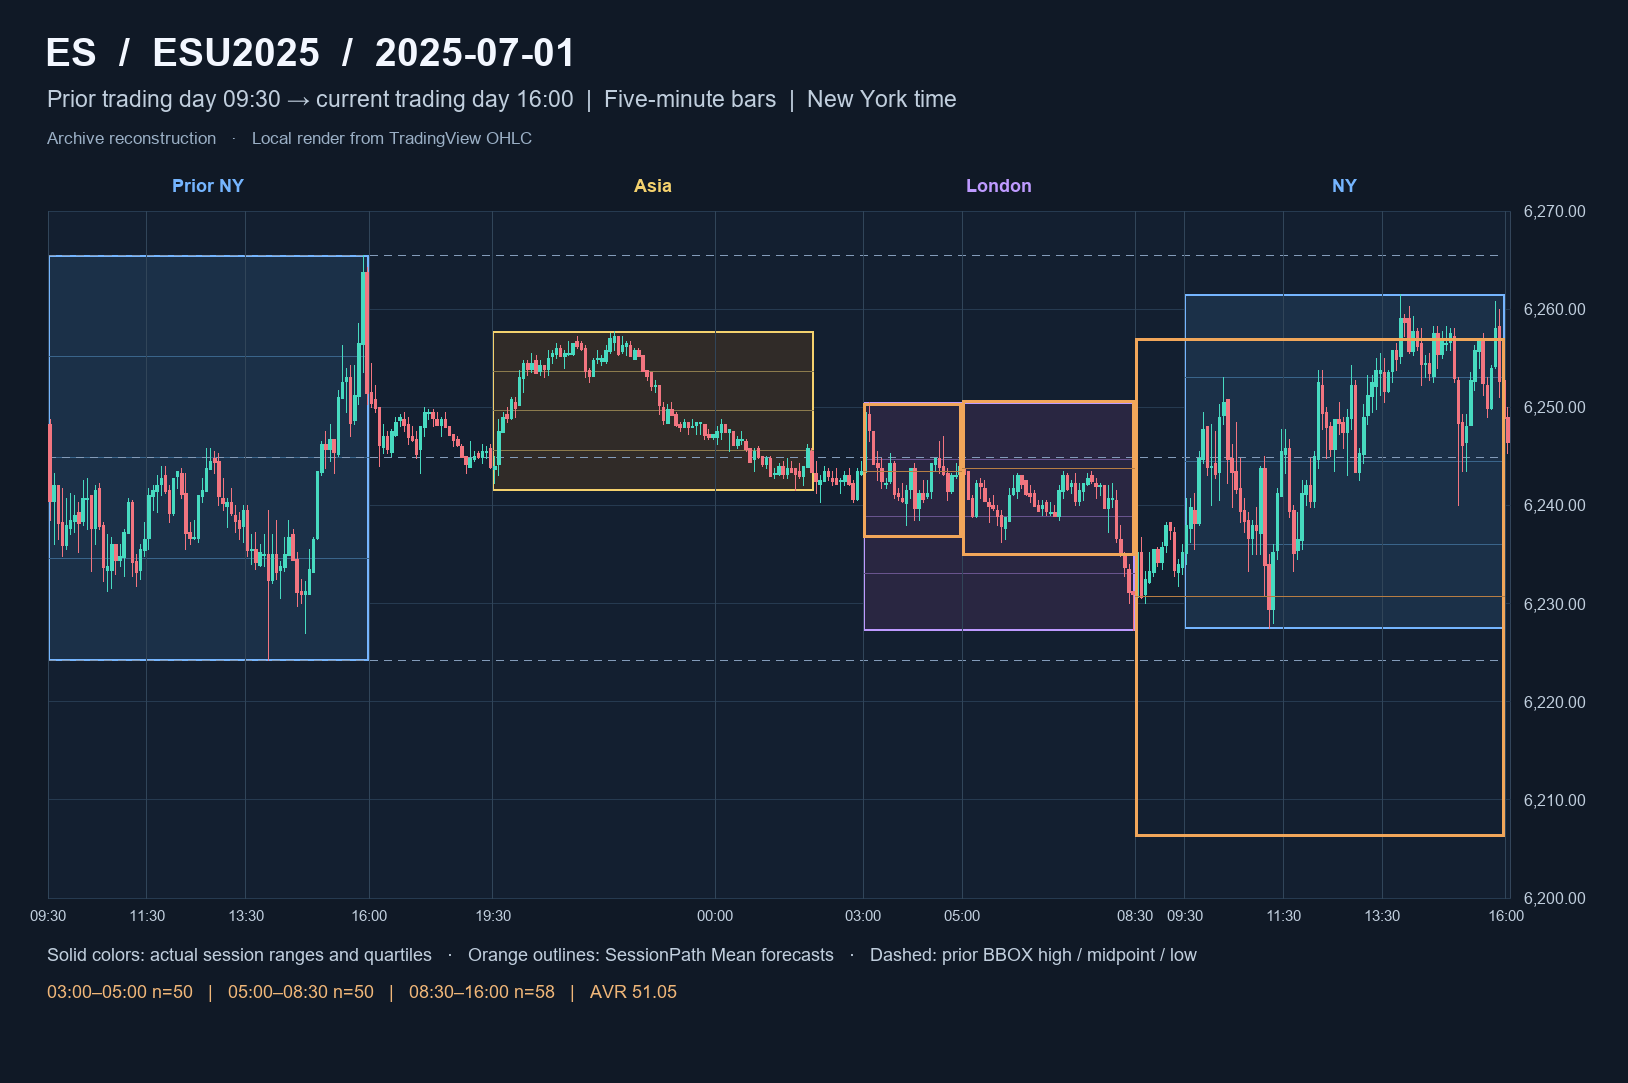 ES / ESU2025 / 2025-07-01
Prior trading day 09:30 → current trading day 16:00 | Five-minute bars | New York time
Archive reconstruction · Local render from TradingView OHLC
Prior NY Asia London NY
6,270.00
6,260.00
6,250.00
6,240.00
6,230.00
6,220.00
6,210.00
6,200.00
09:30 11:30 13:30 16:00 19:30 00:00 03:00 05:00 08:30 09:30 11:30 13:30 16:00
Solid colors: actual session ranges and quartiles · Orange outlines: SessionPath Mean forecasts · Dashed: prior BBOX high / midpoint / low
03:00–05:00 n=50 | 05:00–08:30 n=50 | 08:30–16:00 n=58 | AVR 51.05